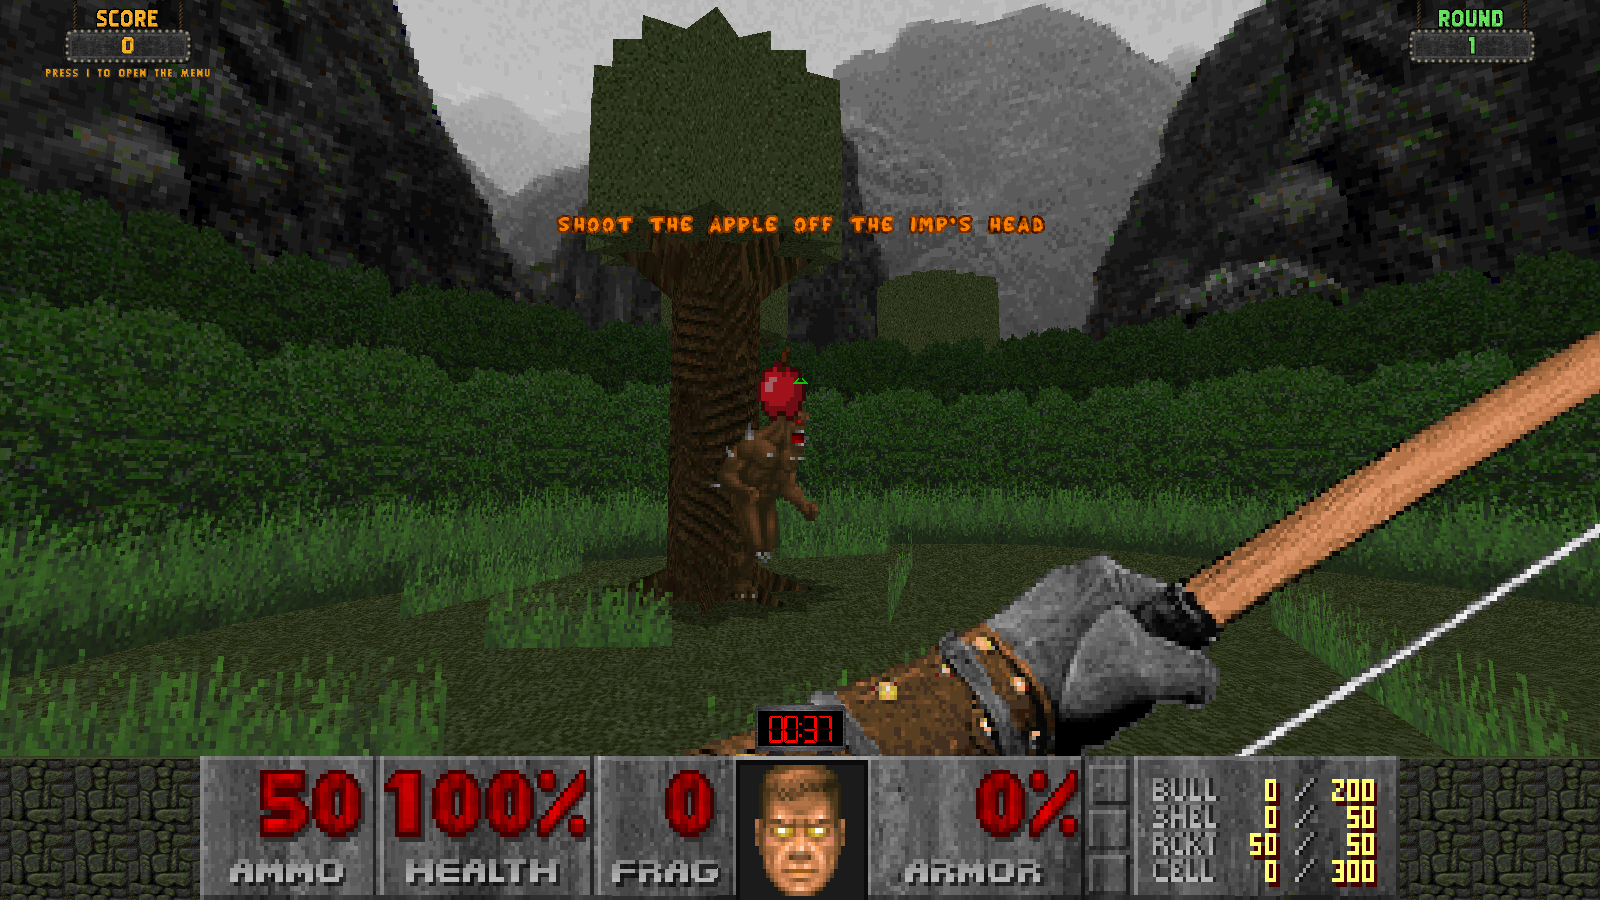 SCORE
0
PRESS I TO OPEN THE MENU
ROUND
1
SHOOT THE APPLE OFF THE IMP'S HEAD
00:37
50 100% 0 0%
AMMO HEALTH FRAG ARMOR
BULL 0 / 200
SHEL 0 / 50
RCKT 50 / 50
CELL 0 / 300